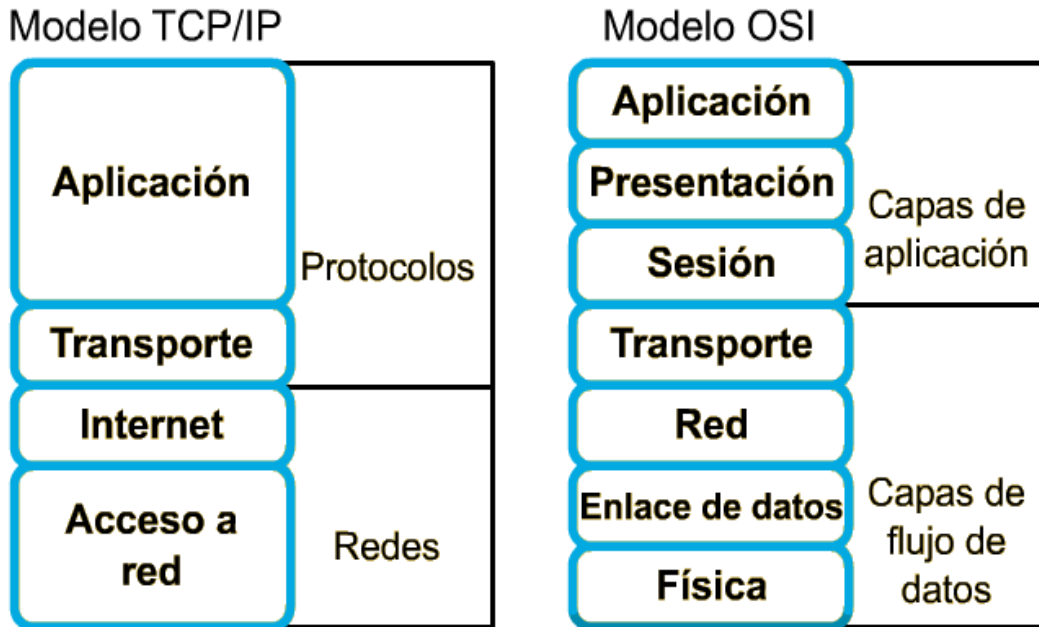 Modelo TCP/IP
Aplicación
Protocolos
Transporte
Internet
Acceso a
red
Redes
Modelo OSI
Aplicación
Presentación
Sesión
Capas de
aplicación
Transporte
Red
Enlace de datos
Física
Capas de
flujo de
datos